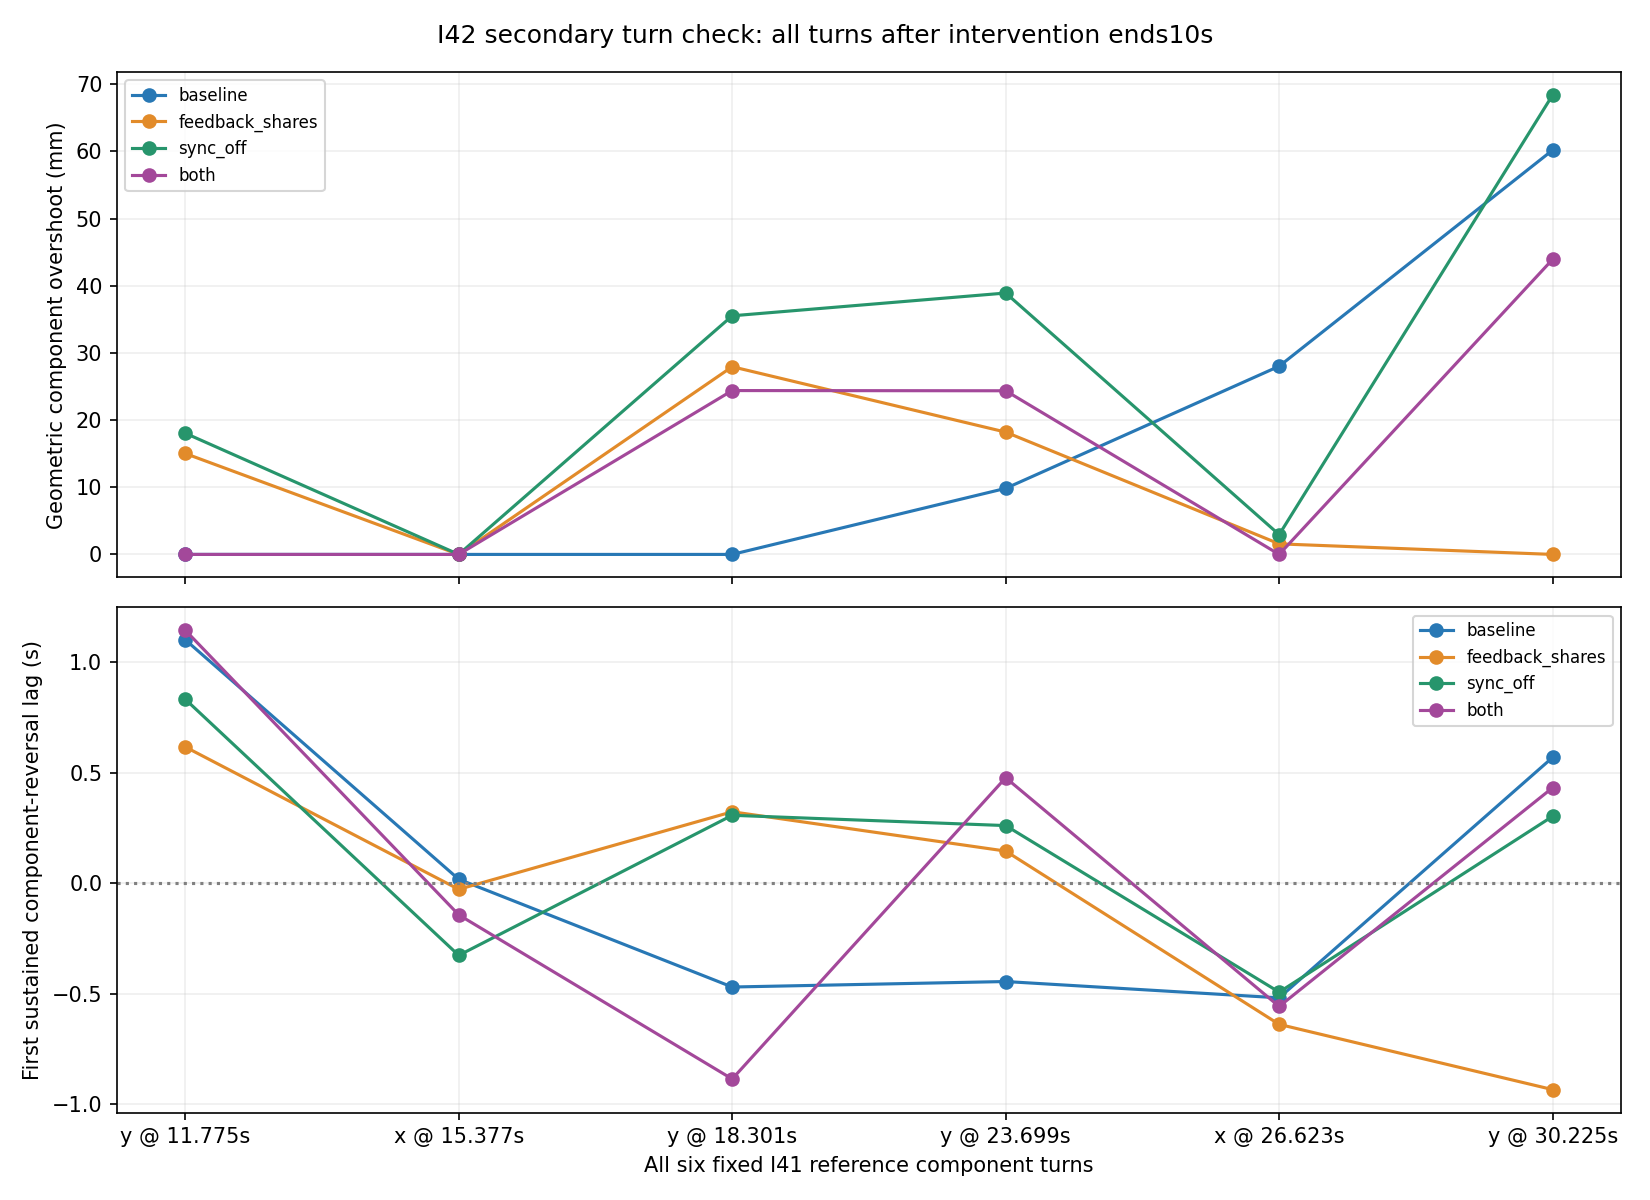 I42 secondary turn check: all turns after intervention ends10s
Geometric component overshoot (mm)
70
60
50
40
30
20
10
0
baseline
feedback_shares
sync_off
both
First sustained component-reversal lag (s)
1.0
0.5
0.0
−0.5
−1.0
baseline
feedback_shares
sync_off
both
y @ 11.775s
x @ 15.377s
y @ 18.301s
y @ 23.699s
x @ 26.623s
y @ 30.225s
All six fixed I41 reference component turns